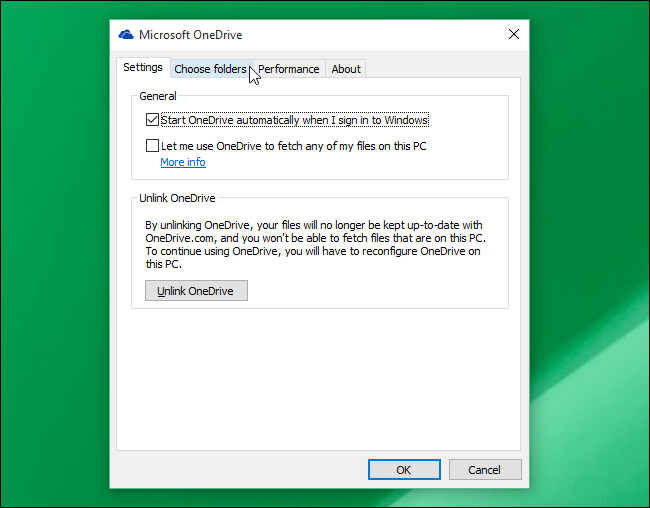 Microsoft OneDrive
Settings Choose folders Performance About
General
Start OneDrive automatically when I sign in to Windows
Let me use OneDrive to fetch any of my files on this PC
More info
Unlink OneDrive
By unlinking OneDrive, your files will no longer be kept up-to-date with
OneDrive.com, and you won't be able to fetch files that are on this PC.
To continue using OneDrive, you will have to reconfigure OneDrive on
this PC.
Unlink OneDrive
OK Cancel